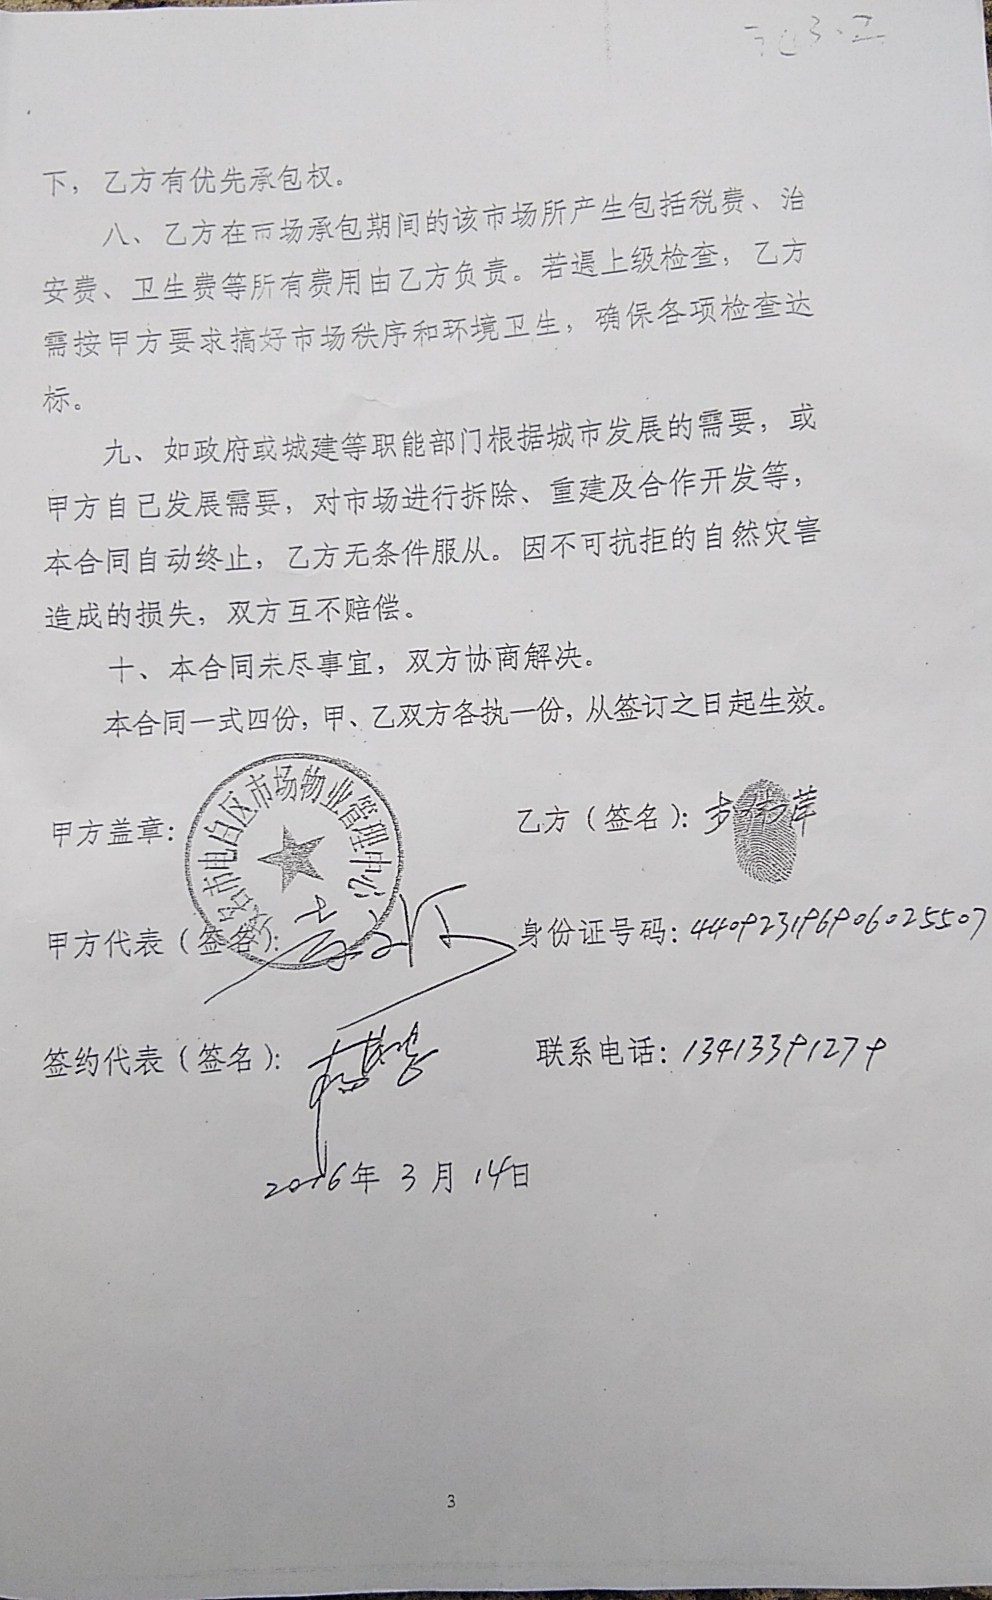 下，乙方有优先承包权。
八、乙方在市场承包期间的该市场所产生包括税费、治
安费、卫生费等所有费用由乙方负责。若遇上级检查，乙方
需按甲方要求搞好市场秩序和环境卫生，确保各项检查达
标。
九、如政府或城建等职能部门根据城市发展的需要，或
甲方自已发展需要，对市场进行拆除、重建及合作开发等，
本合同自动终止，乙方无条件服从。因不可抗拒的自然灾害
造成的损失，双方互不赔偿。
十、本合同未尽事宜，双方协商解决。
本合同一式四份，甲、乙双方各执一份，从签订之日起生效。
甲方盖章：
名市电白区市场物业管理中心
乙方（签名）：
甲方代表（签名）：
身份证号码：440923196906025507
签约代表（签名）：
联系电话：13413391279
2016年3月14日
3